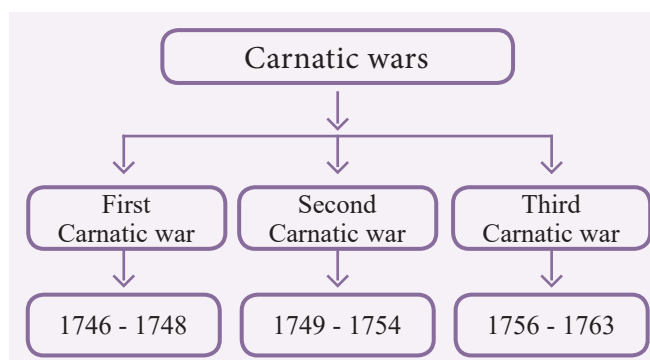 Carnatic wars
First
Carnatic war
Second
Carnatic war
Third
Carnatic war
1746 - 1748
1749 - 1754
1756 - 1763